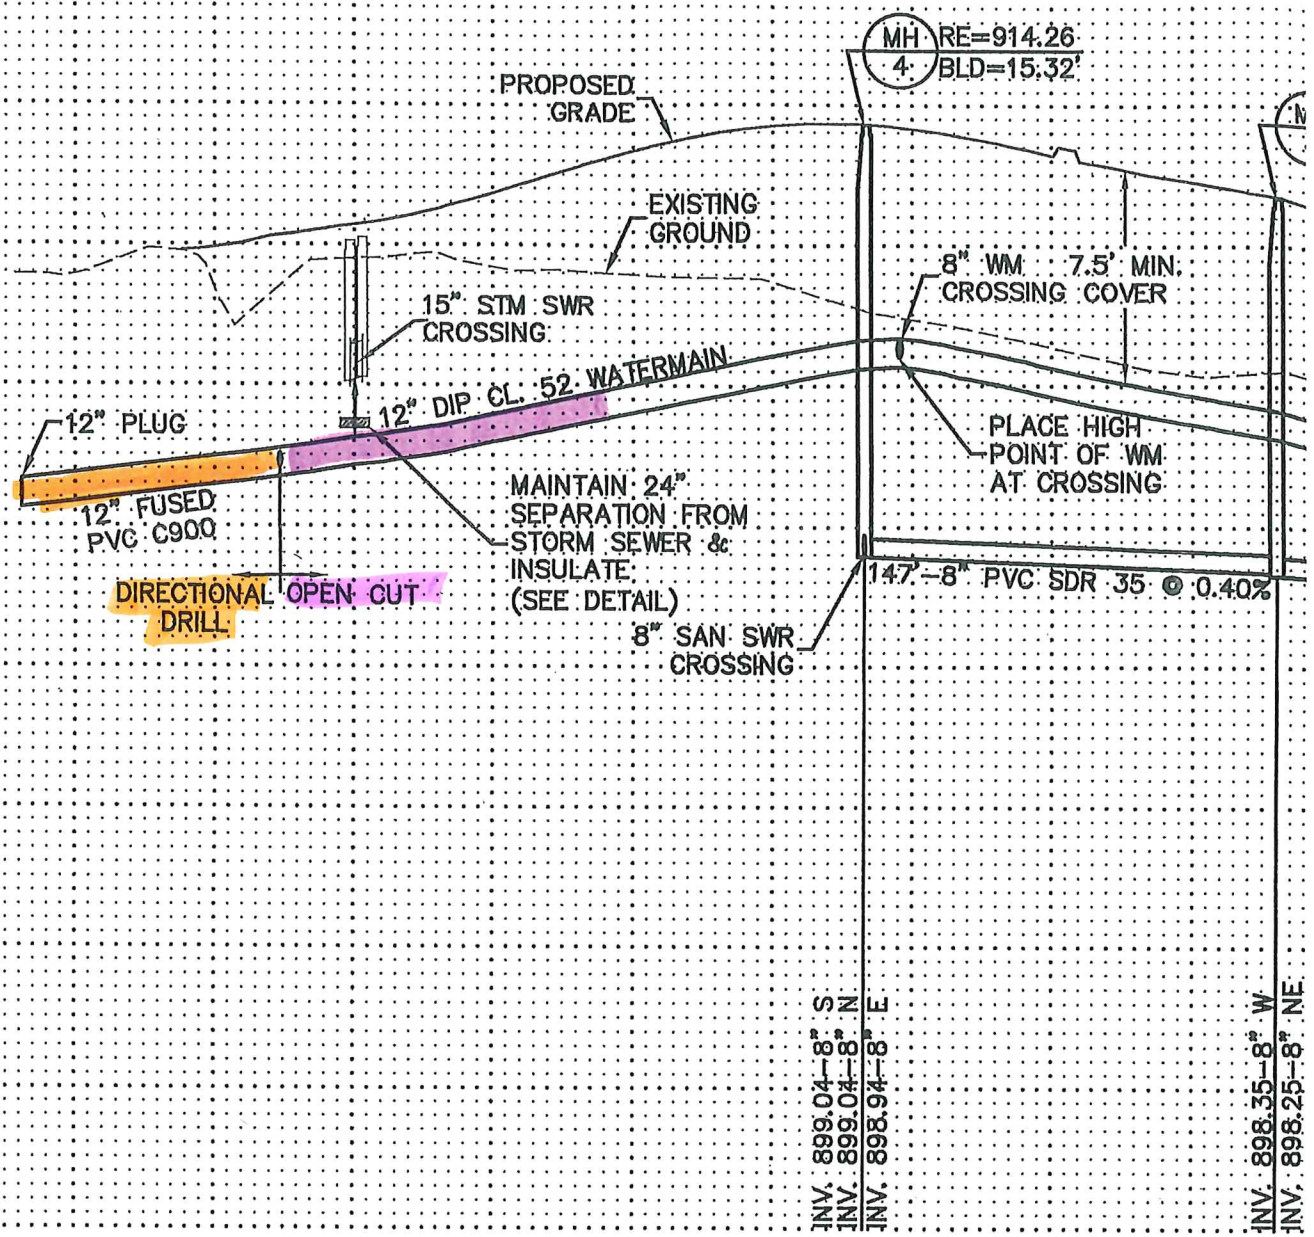 MH RE=914.26
4 BLD=15.32'
PROPOSED
GRADE
EXISTING
GROUND
8" WM
CROSSING
7.5' MIN.
COVER
15" STM SWR
CROSSING
12" DIP CL. 52 WATERMAIN
12" PLUG
PLACE HIGH
POINT OF WM
AT CROSSING
12" FUSED
PVC C900
MAINTAIN 24"
SEPARATION FROM
STORM SEWER &
INSULATE
(SEE DETAIL)
DIRECTIONAL
DRILL
OPEN CUT
147'-8" PVC SDR 35 @ 0.40%
8" SAN SWR
CROSSING
INV. 899.04-8" S
INV. 899.04-8" N
INV. 898.94-8" E
INV. 898.35-8" W
INV. 898.25-8" NE